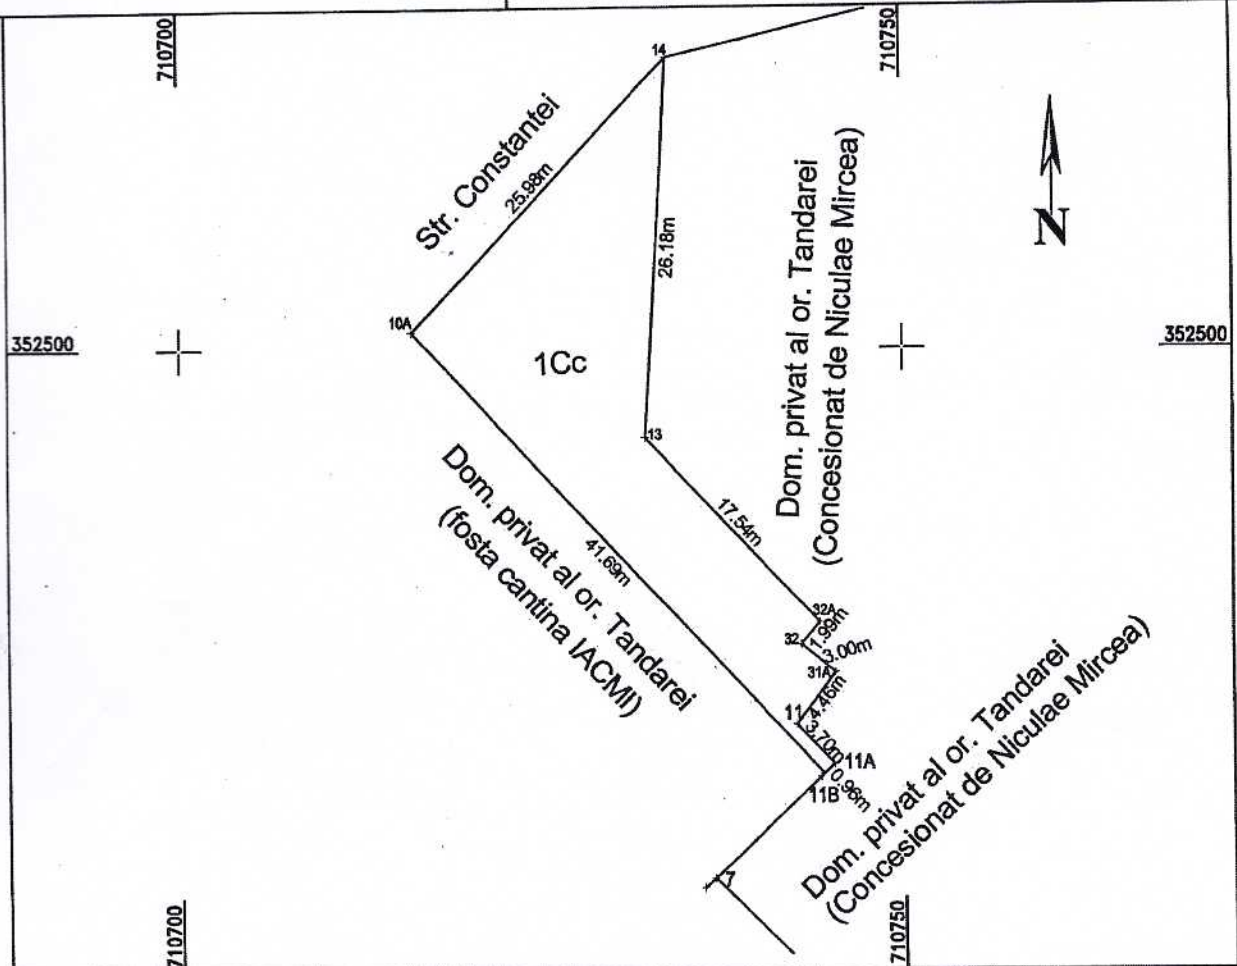 710700
710750
14
Str. Constantei
25.98m
26.18m
Dom. privat al or. Tandarei
(Concesionat de Niculae Mircea)
N
10A
352500
352500
1Cc
13
Dom. privat al or. Tandarei
(fosta cantina IACMI)
41.69m
17.54m
32A
1.99m
32
3.00m
31A
4.46m
11
3.70m
11A
0.96m
11B
Dom. privat al or. Tandarei
(Concesionat de Niculae Mircea)
7
710700
710750